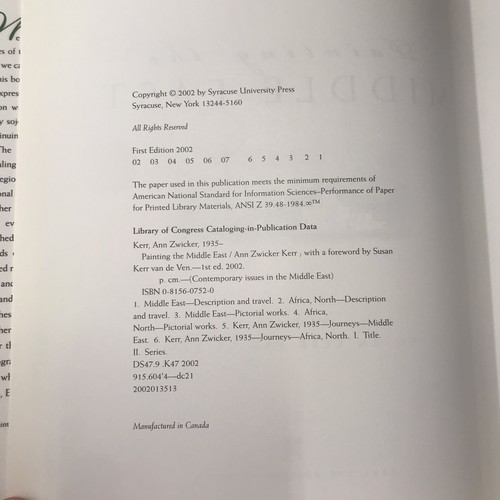 Copyright © 2002 by Syracuse University Press
Syracuse, New York 13244-5160
All Rights Reserved
First Edition 2002
02 03 04 05 06 07 6 5 4 3 2 1
The paper used in this publication meets the minimum requirements of
American National Standard for Information Sciences–Performance of Paper
for Printed Library Materials, ANSI Z 39.48-1984.∞™
Library of Congress Cataloging-in-Publication Data
Kerr, Ann Zwicker, 1935–
Painting the Middle East / Ann Zwicker Kerr ; with a foreword by Susan
Kerr van de Ven.—1st ed. 2002.
p. cm.—(Contemporary issues in the Middle East)
ISBN 0-8156-0752-0
1. Middle East—Description and travel. 2. Africa, North—Description
and travel. 3. Middle East—Pictorial works. 4. Africa,
North—Pictorial works. 5. Kerr, Ann Zwicker, 1935—Journeys—Middle
East. 6. Kerr, Ann Zwicker, 1935—Journeys—Africa, North. I. Title.
II. Series.
DS47.9 .K47 2002
915.604'4—dc21
2002013513
Manufactured in Canada